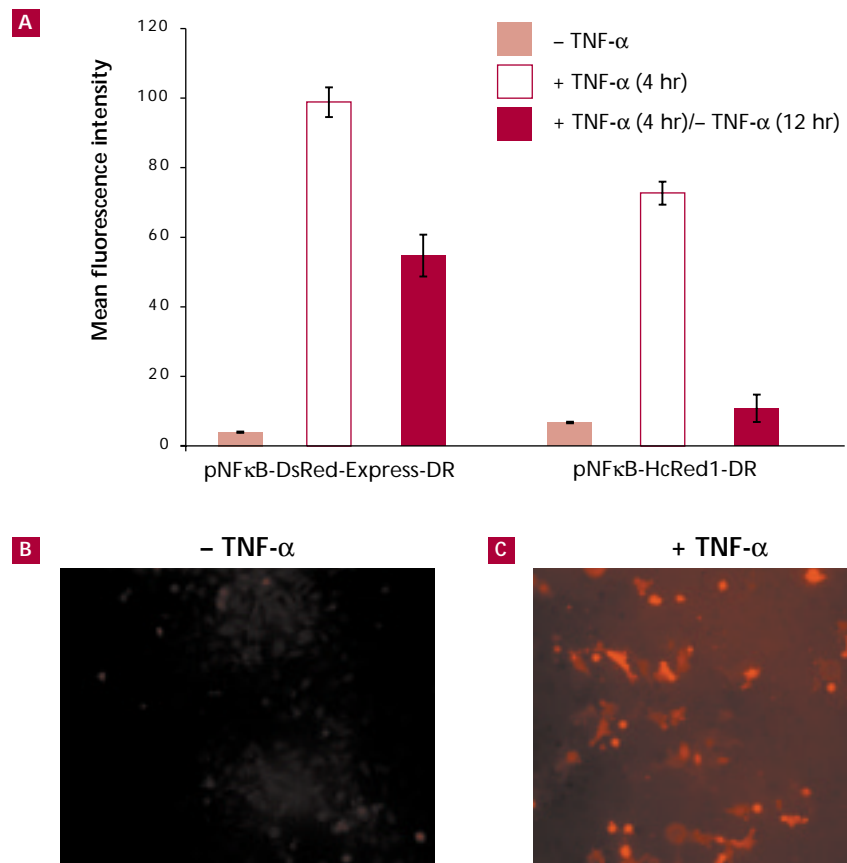 A
Mean fluorescence intensity
120
100
80
60
40
20
0
– TNF-α
+ TNF-α (4 hr)
+ TNF-α (4 hr)/– TNF-α (12 hr)
pNFκB-DsRed-Express-DR
pNFκB-HcRed1-DR
B
– TNF-α
C
+ TNF-α